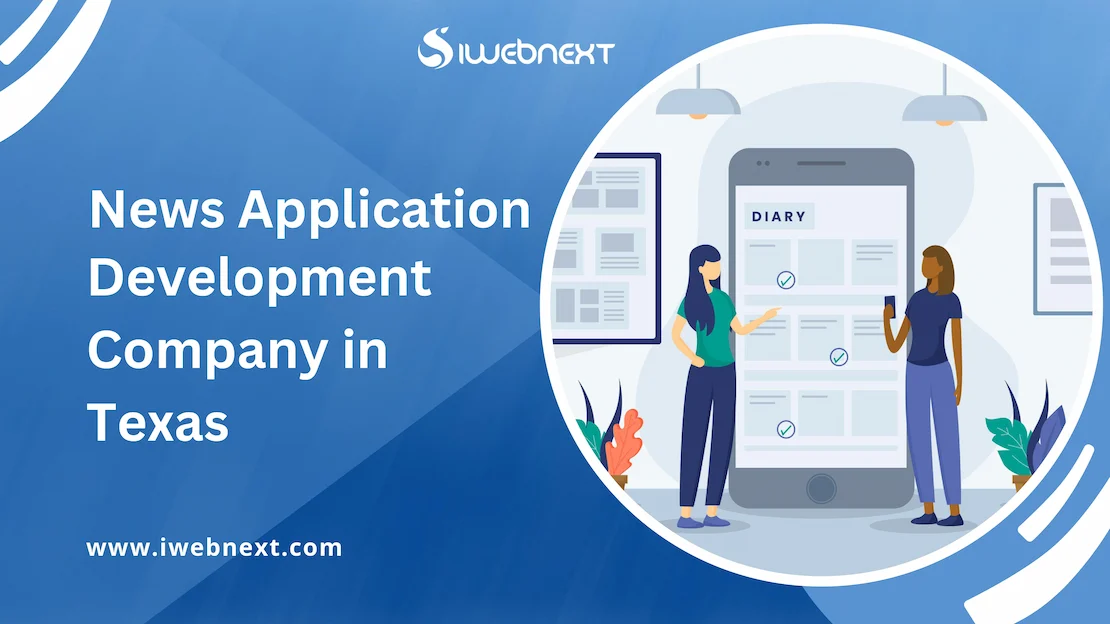 IWEBNEXT
News Application
Development
Company in
Texas
DIARY
www.iwebnext.com